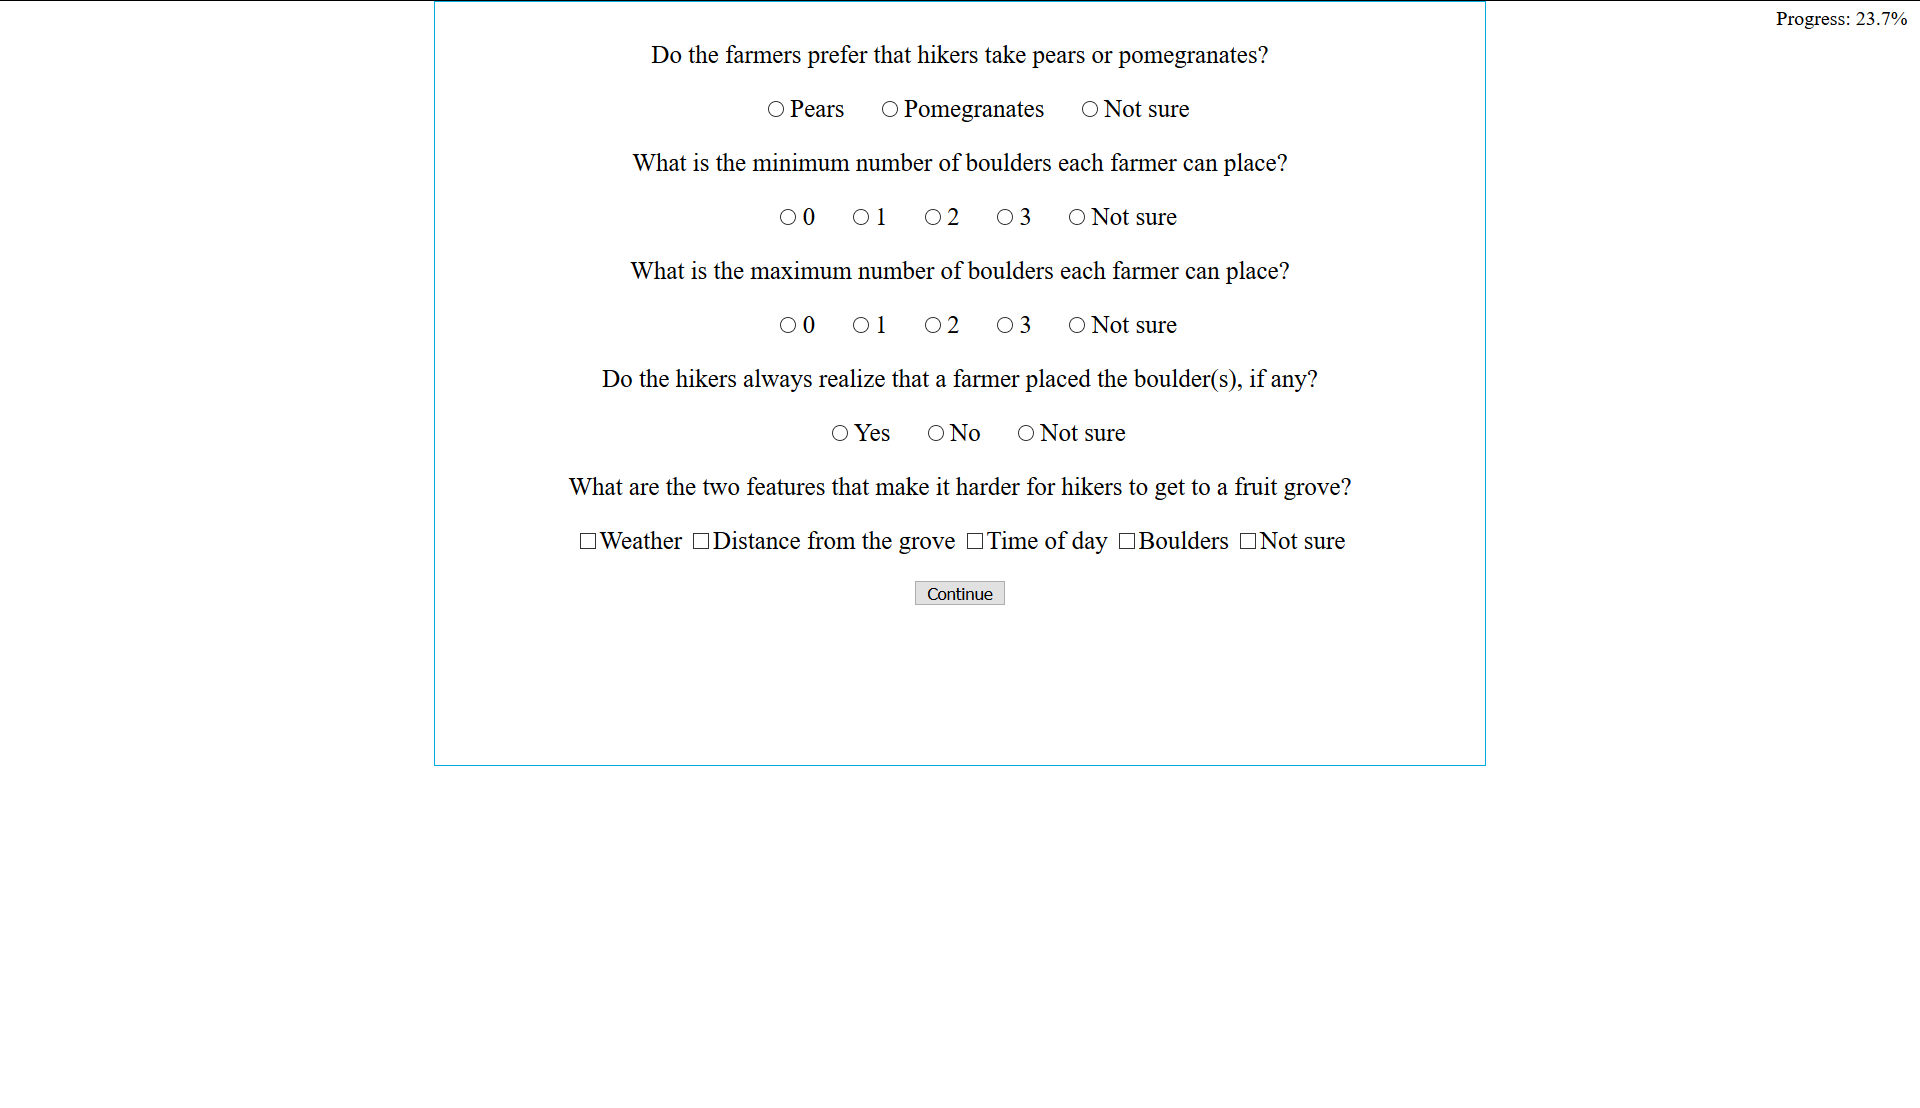 Progress: 23.7%
Do the farmers prefer that hikers take pears or pomegranates?
Pears Pomegranates Not sure
What is the minimum number of boulders each farmer can place?
0 1 2 3 Not sure
What is the maximum number of boulders each farmer can place?
0 1 2 3 Not sure
Do the hikers always realize that a farmer placed the boulder(s), if any?
Yes No Not sure
What are the two features that make it harder for hikers to get to a fruit grove?
Weather Distance from the grove Time of day Boulders Not sure
Continue